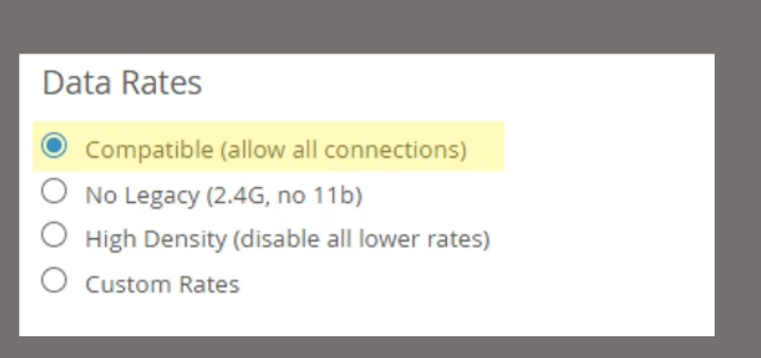 Data Rates
Compatible (allow all connections)
No Legacy (2.4G, no 11b)
High Density (disable all lower rates)
Custom Rates